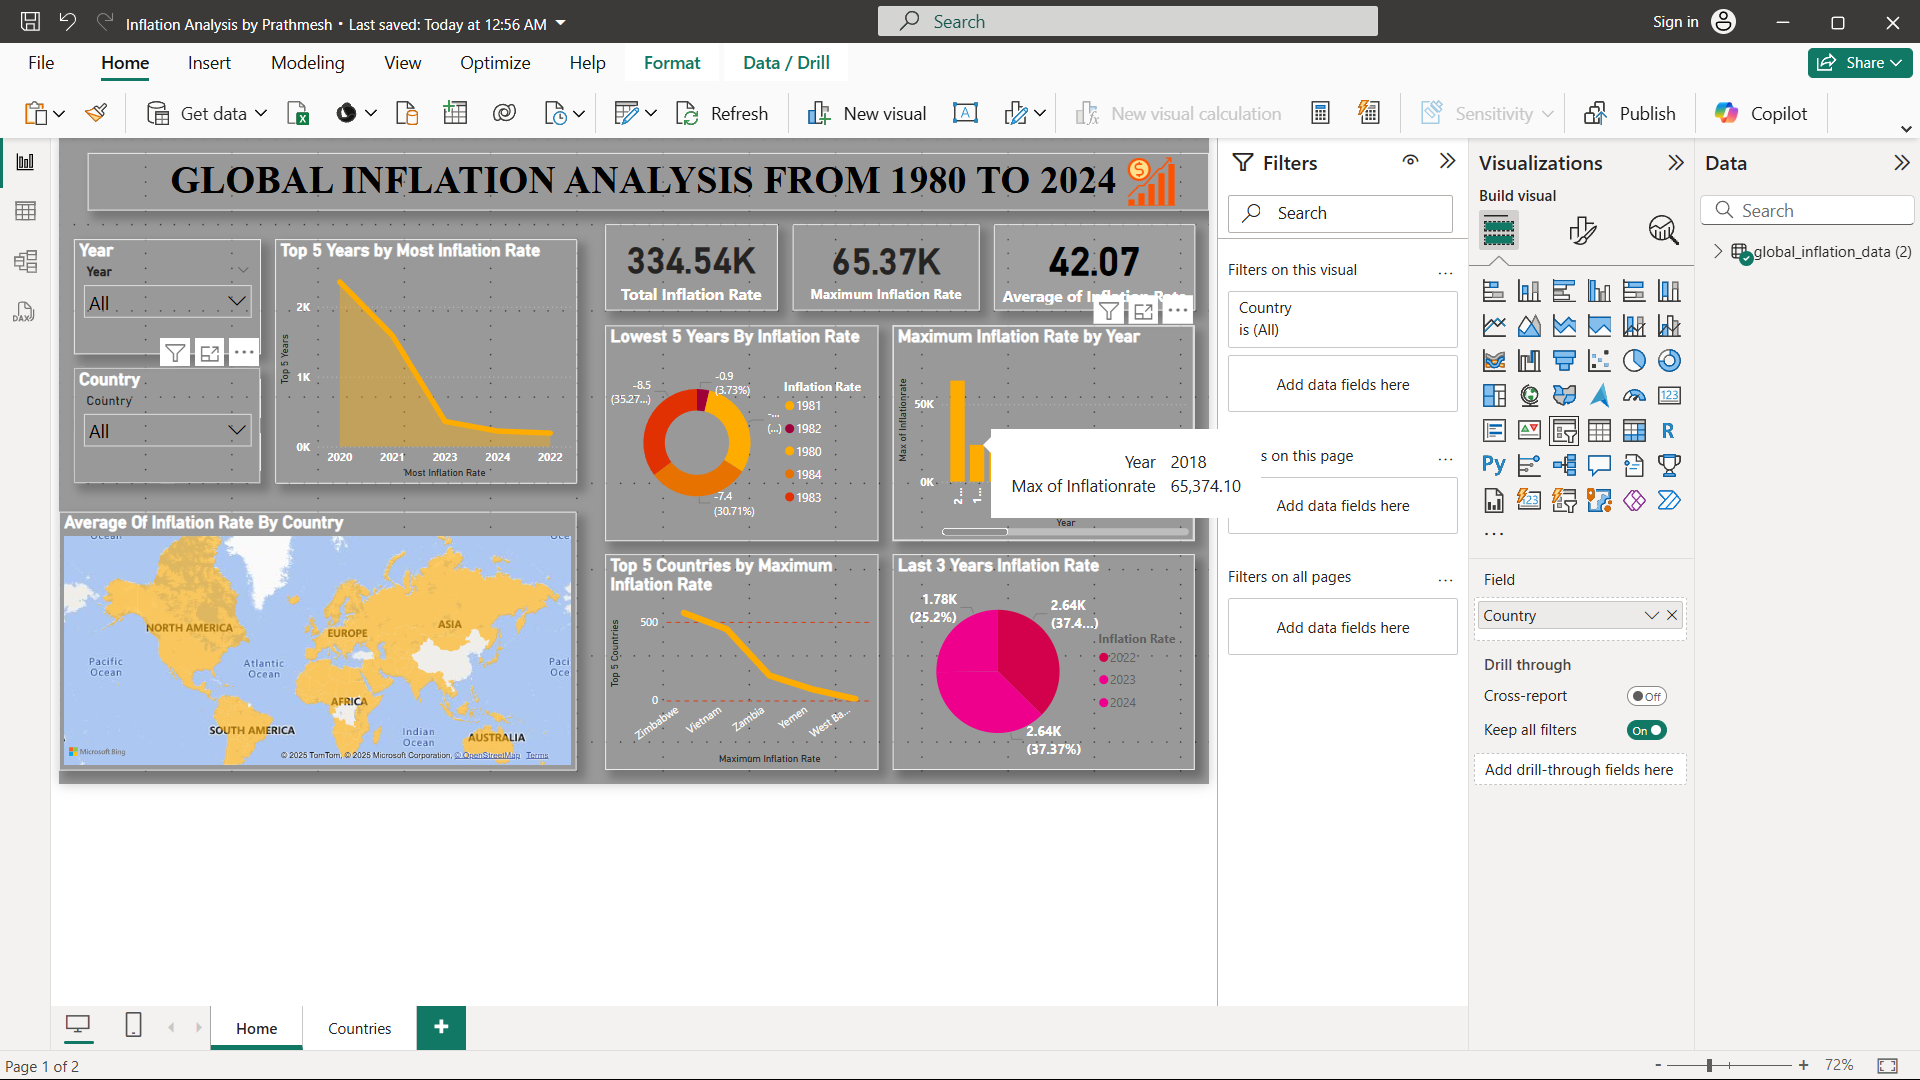 Inflation Analysis by Prathmesh • Last saved: Today at 12:56 AM
Search
Sign in
File
Home
Insert
Modeling
View
Optimize
Help
Format
Data / Drill
Share
Get data
Refresh
New visual
New visual calculation
Sensitivity
Publish
Copilot
GLOBAL INFLATION ANALYSIS FROM 1980 TO 2024
Year
Year
All
Country
Country
All
Top 5 Years by Most Inflation Rate
Top 5 Years
2K
1K
0K
2020 2021 2023 2024 2022
Most Inflation Rate
334.54K
Total Inflation Rate
65.37K
Maximum Inflation Rate
42.07
Average of Inflation Rate
Lowest 5 Years By Inflation Rate
-8.5
(35.27...)
-0.9
(3.73%)
-...
(...)
-7.4
(30.71%)
Inflation Rate
1981
1982
1980
1984
1983
Maximum Inflation Rate by Year
Max of Inflationrate
50K
0K
2...
1...
Year
Year 2018
Max of Inflationrate 65,374.10
Average Of Inflation Rate By Country
NORTH AMERICA
EUROPE
ASIA
Pacific
Ocean
Atlantic
Ocean
AFRICA
SOUTH AMERICA
Indian
Ocean
AUSTRALIA
Paci
Oce
Microsoft Bing
© 2025 TomTom, © 2025 Microsoft Corporation, © OpenStreetMap Terms
Top 5 Countries by Maximum
Inflation Rate
Top 5 Countries
500
0
Zimbabwe
Vietnam
Zambia
Yemen
West Ba...
Maximum Inflation Rate
Last 3 Years Inflation Rate
1.78K
(25.2%)
2.64K
(37.4...)
2.64K
(37.37%)
Inflation Rate
2022
2023
2024
Filters
Search
Filters on this visual
...
Country
is (All)
Add data fields here
s on this page
...
Add data fields here
Filters on all pages
...
Add data fields here
Visualizations
Build visual
123
R
Py
123
...
Field
Country
Drill through
Cross-report
Off
Keep all filters
On
Add drill-through fields here
Data
Search
global_inflation_data (2)
DAX
Home
Countries
+
Page 1 of 2
- + 72%